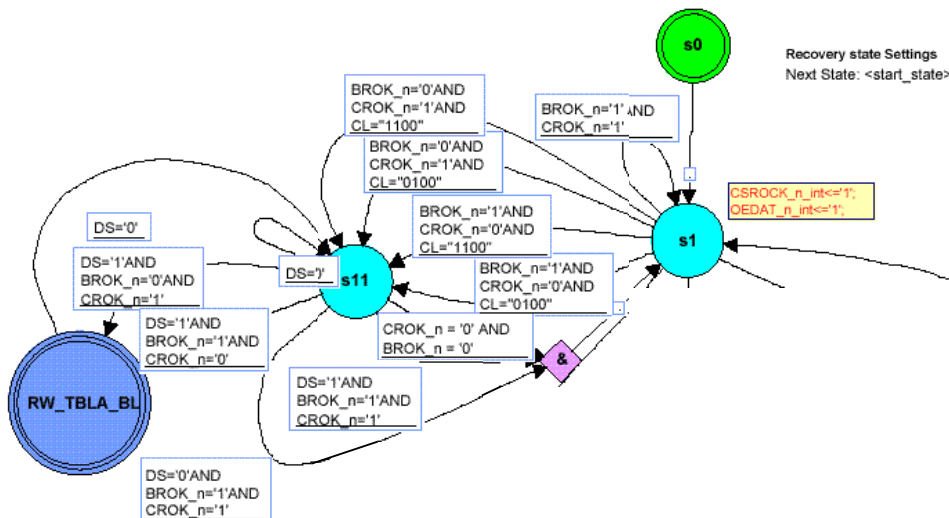 s0
Recovery state Settings
Next State: <start_state>
BROK_n='0'AND
CROK_n='1'AND
CL="1100"
BROK_n='1' AND
CROK_n='1'
BROK_n='0'AND
CROK_n='1'AND
CL="0100"
CSROCK_n_int<='1';
OEDAT_n_int<='1';
BROK_n='1'AND
CROK_n='0'AND
CL="1100"
DS='0'
s1
DS='1'AND
BROK_n='0'AND
CROK_n='1'
DS=')'
s11
BROK_n='1'AND
CROK_n='0'AND
CL="0100"
DS='1'AND
BROK_n='1'AND
CROK_n='0'
CROK_n = '0' AND
BROK_n = '0'
&
RW_TBLA_BL
DS='1'AND
BROK_n='1'AND
CROK_n='1'
DS='0'AND
BROK_n='1'AND
CROK_n='1'